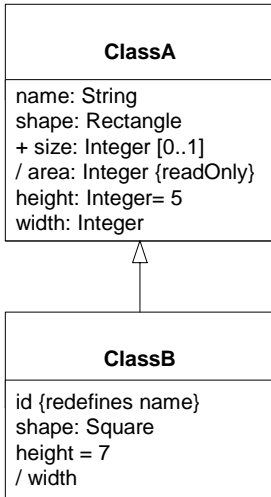 ClassA
name: String
shape: Rectangle
+ size: Integer [0..1]
/ area: Integer {readOnly}
height: Integer= 5
width: Integer
ClassB
id {redefines name}
shape: Square
height = 7
/ width